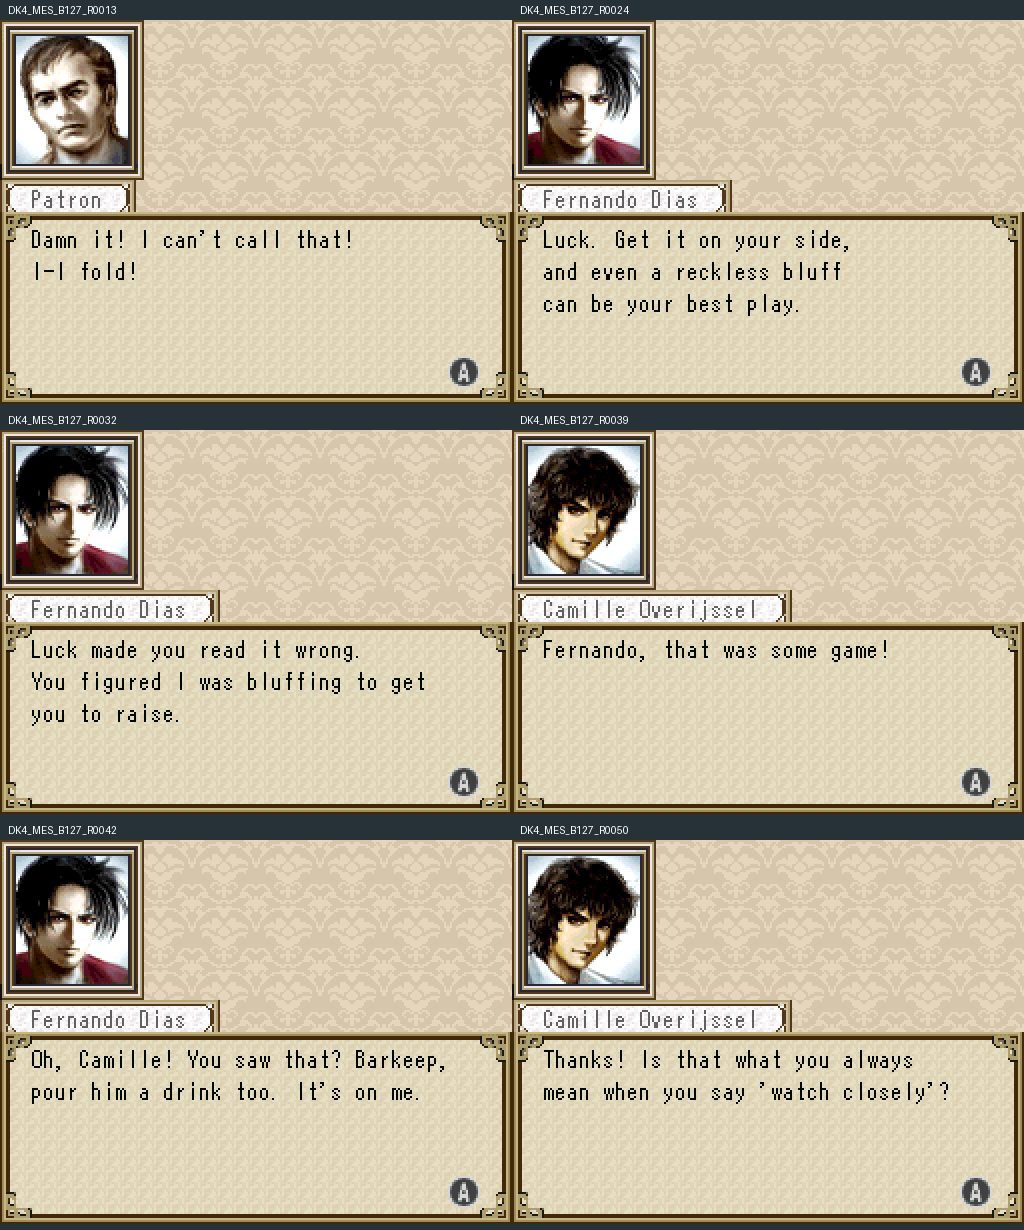 DK4_MES_B127_R0013
Patron
Damn it! I can't call that!
I-I fold!
A
DK4_MES_B127_R0024
Fernando Dias
Luck. Get it on your side,
and even a reckless bluff
can be your best play.
A
DK4_MES_B127_R0032
Fernando Dias
Luck made you read it wrong.
You figured I was bluffing to get
you to raise.
A
DK4_MES_B127_R0039
Camille Overijssel
Fernando, that was some game!
A
DK4_MES_B127_R0042
Fernando Dias
Oh, Camille! You saw that? Barkeep,
pour him a drink too. It's on me.
A
DK4_MES_B127_R0050
Camille Overijssel
Thanks! Is that what you always
mean when you say 'watch closely'?
A